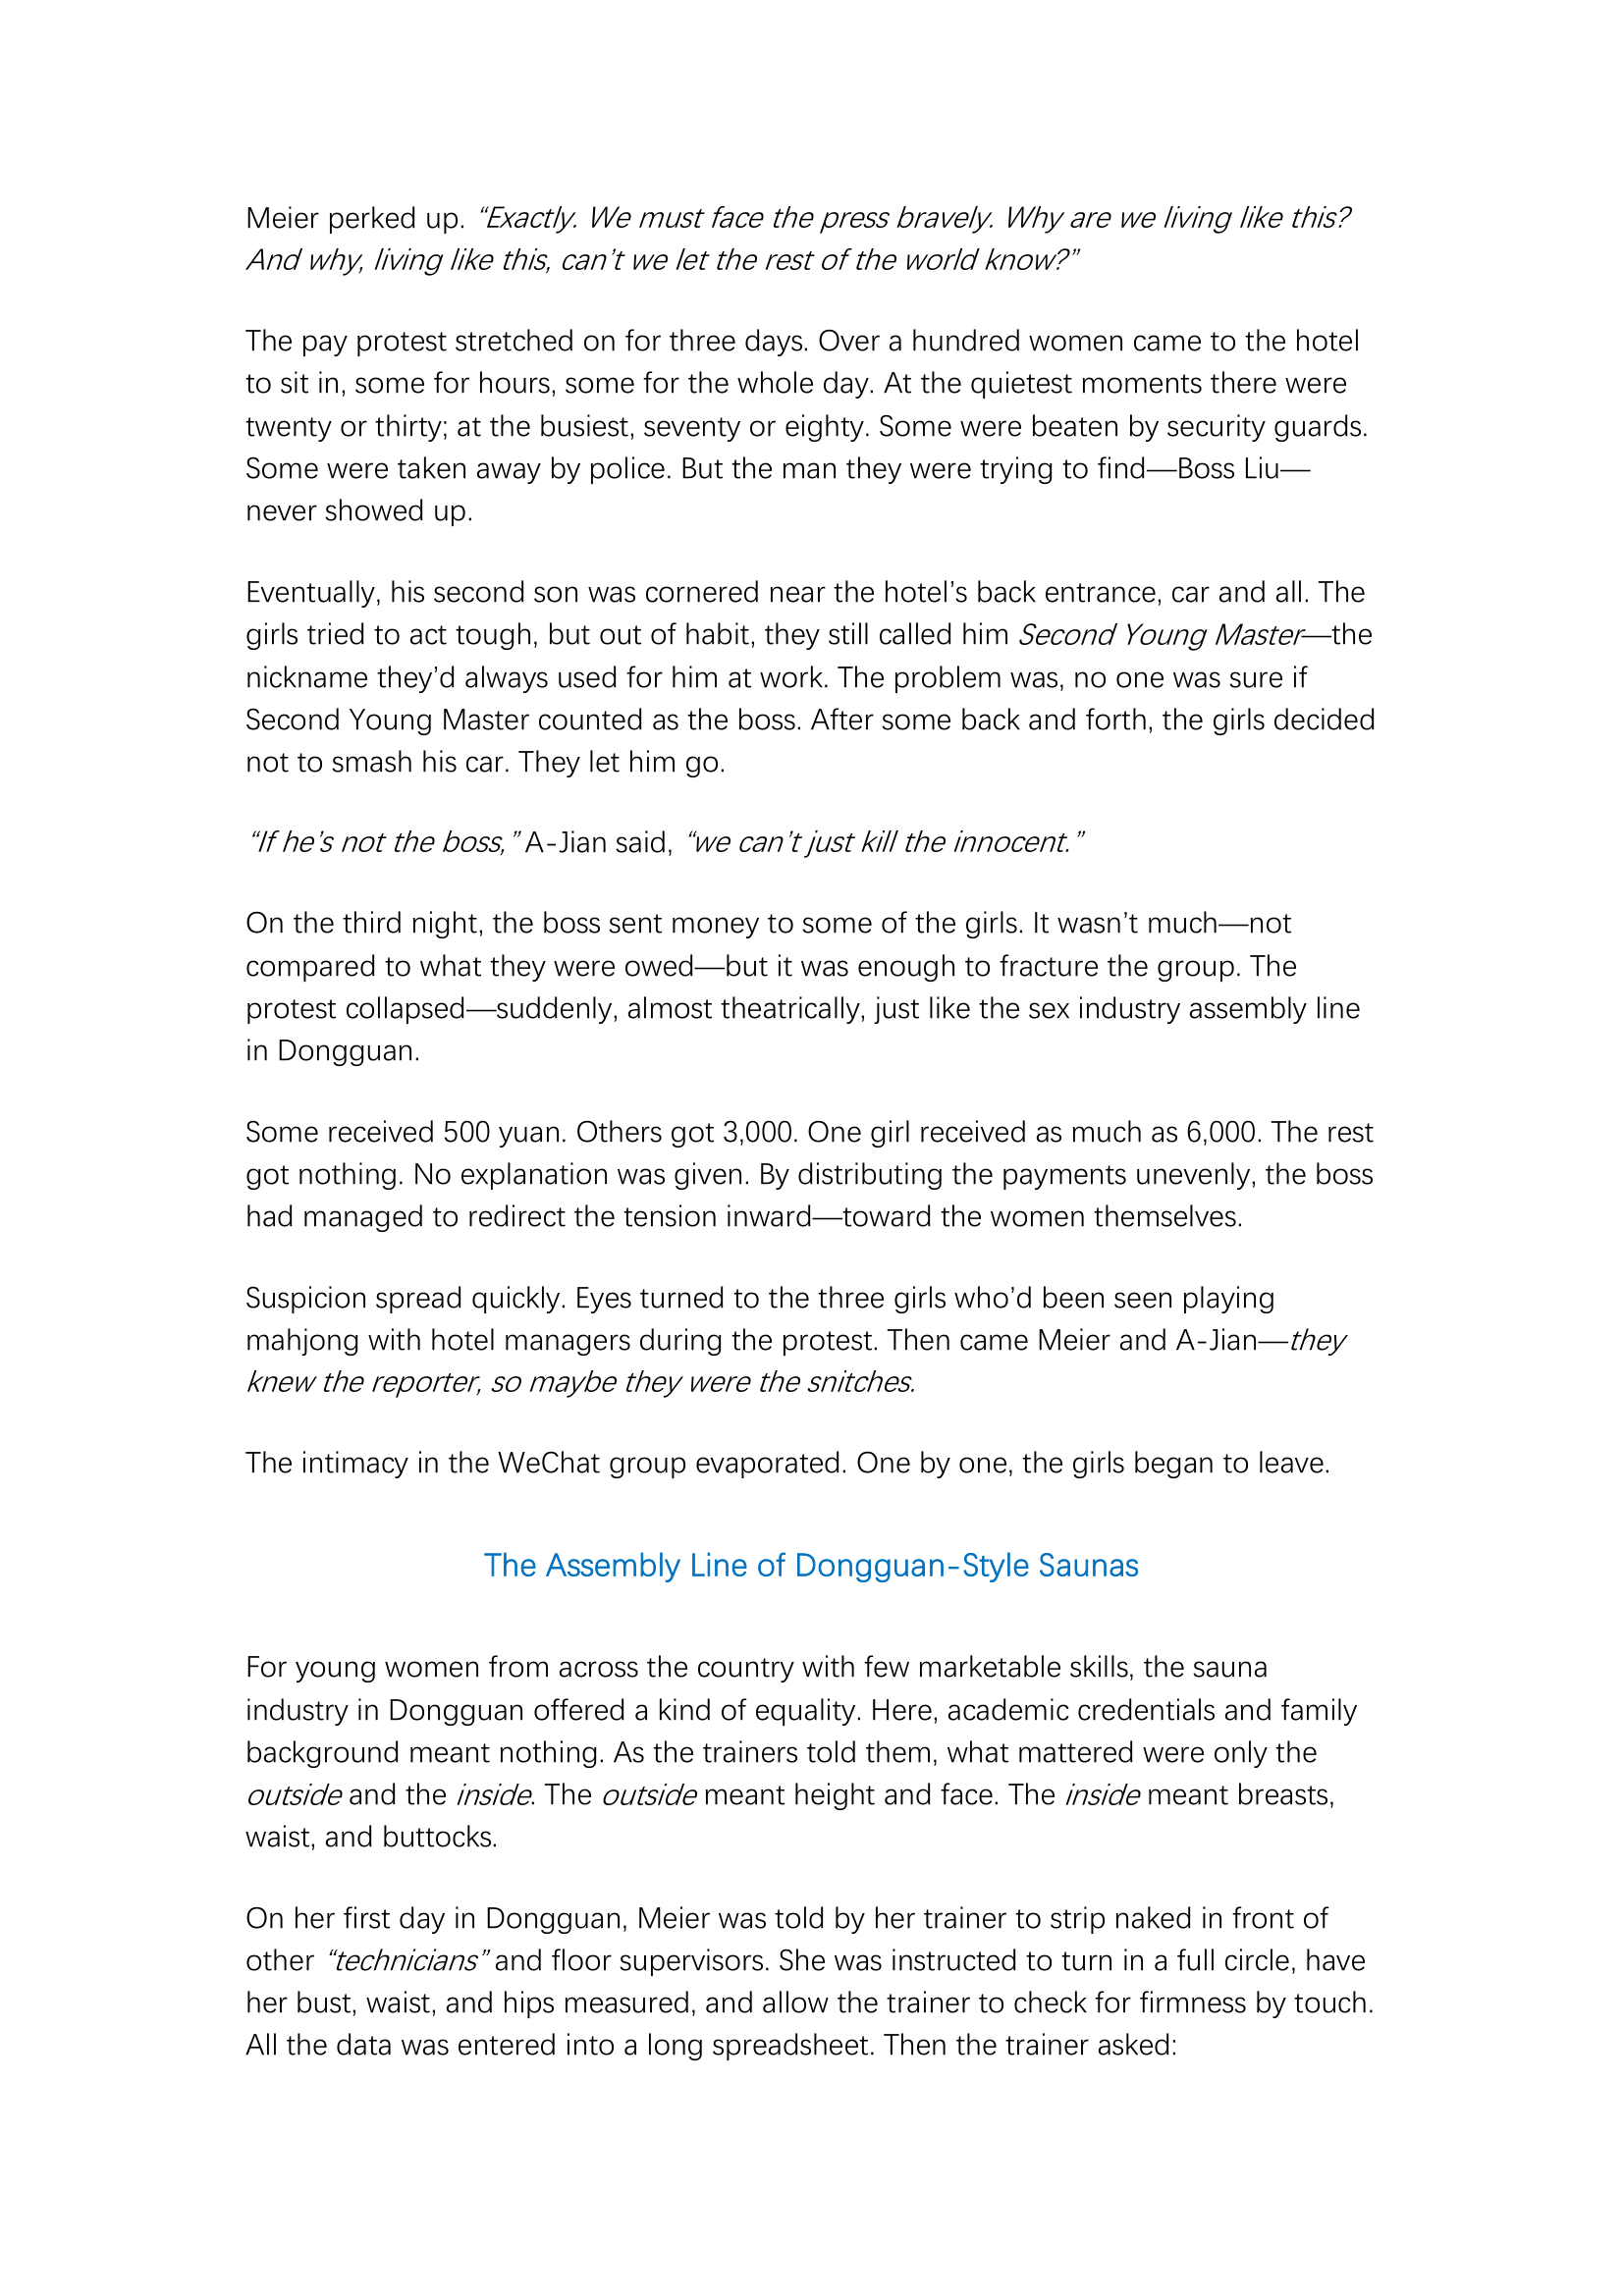 Meier perked up. “Exactly. We must face the press bravely. Why are we living like this?
And why, living like this, can’t we let the rest of the world know?”
The pay protest stretched on for three days. Over a hundred women came to the hotel
to sit in, some for hours, some for the whole day. At the quietest moments there were
twenty or thirty; at the busiest, seventy or eighty. Some were beaten by security guards.
Some were taken away by police. But the man they were trying to find—Boss Liu—
never showed up.
Eventually, his second son was cornered near the hotel’s back entrance, car and all. The
girls tried to act tough, but out of habit, they still called him Second Young Master—the
nickname they’d always used for him at work. The problem was, no one was sure if
Second Young Master counted as the boss. After some back and forth, the girls decided
not to smash his car. They let him go.
“If he’s not the boss,” A-Jian said, “we can’t just kill the innocent.”
On the third night, the boss sent money to some of the girls. It wasn’t much—not
compared to what they were owed—but it was enough to fracture the group. The
protest collapsed—suddenly, almost theatrically, just like the sex industry assembly line
in Dongguan.
Some received 500 yuan. Others got 3,000. One girl received as much as 6,000. The rest
got nothing. No explanation was given. By distributing the payments unevenly, the boss
had managed to redirect the tension inward—toward the women themselves.
Suspicion spread quickly. Eyes turned to the three girls who’d been seen playing
mahjong with hotel managers during the protest. Then came Meier and A-Jian—they
knew the reporter, so maybe they were the snitches.
The intimacy in the WeChat group evaporated. One by one, the girls began to leave.
The Assembly Line of Dongguan-Style Saunas
For young women from across the country with few marketable skills, the sauna
industry in Dongguan offered a kind of equality. Here, academic credentials and family
background meant nothing. As the trainers told them, what mattered were only the
outside and the inside. The outside meant height and face. The inside meant breasts,
waist, and buttocks.
On her first day in Dongguan, Meier was told by her trainer to strip naked in front of
other “technicians” and floor supervisors. She was instructed to turn in a full circle, have
her bust, waist, and hips measured, and allow the trainer to check for firmness by touch.
All the data was entered into a long spreadsheet. Then the trainer asked: